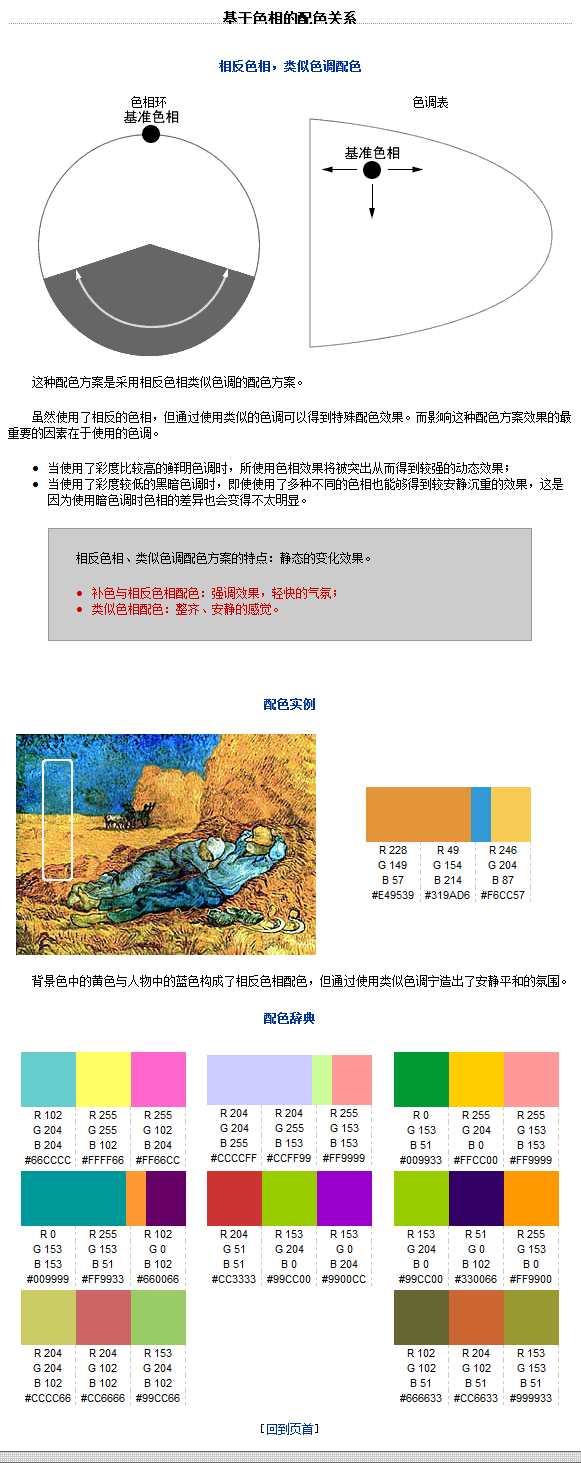 基于色相的配色关系
相反色相，类似色调配色
色相环
基准色相
色调表
基准色相
这种配色方案是采用相反色相类似色调的配色方案。
虽然使用了相反的色相，但通过使用类似的色调可以得到特殊配色效果。而影响这种配色方案效果的最
重要的因素在于使用的色调。
● 当使用了彩度比较高的鲜明色调时，所使用色相效果将被突出从而得到较强的动态效果；
● 当使用了彩度较低的黑暗色调时，即使使用了多种不同的色相也能够得到较安静沉重的效果，这是
因为使用暗色调时色相的差异也会变得不太明显。
相反色相、类似色调配色方案的特点：静态的变化效果。
● 补色与相反色相配色：强调效果，轻快的气氛；
● 类似色相配色：整齐、安静的感觉。
配色实例
R 228 R 49 R 246
G 149 G 154 G 204
B 57 B 214 B 87
#E49539 #319AD6 #F6CC57
背景色中的黄色与人物中的蓝色构成了相反色相配色，但通过使用类似色调宁造出了安静平和的氛围。
配色辞典
R 102 R 255 R 255
G 204 G 255 G 102
B 204 B 102 B 204
#66CCCC #FFFF66 #FF66CC
R 204 R 204 R 255
G 204 G 255 G 153
B 255 B 153 B 153
#CCCCFF #CCFF99 #FF9999
R 0 R 255 R 255
G 153 G 204 G 153
B 51 B 0 B 153
#009933 #FFCC00 #FF9999
R 0 R 255 R 102
G 153 G 153 G 0
B 153 B 51 B 102
#009999 #FF9933 #660066
R 204 R 153 R 153
G 51 G 204 G 0
B 51 B 0 B 204
#CC3333 #99CC00 #9900CC
R 153 R 51 R 255
G 204 G 0 G 153
B 0 B 102 B 0
#99CC00 #330066 #FF9900
R 204 R 204 R 153
G 204 G 102 G 204
B 102 B 102 B 102
#CCCC66 #CC6666 #99CC66
R 102 R 204 R 153
G 102 G 102 G 153
B 51 B 51 B 51
#666633 #CC6633 #999933
[回到页首]